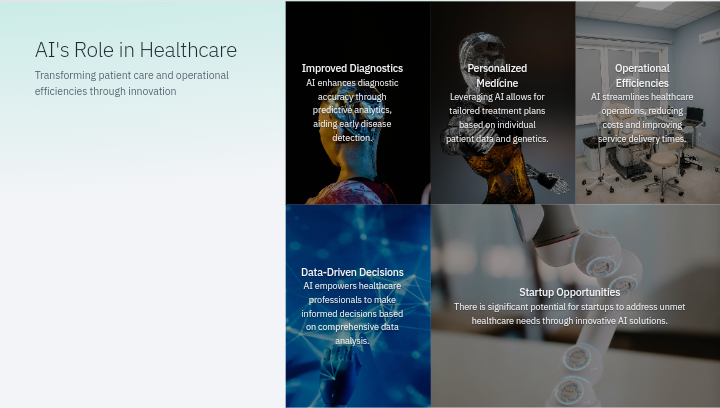 AI's Role in Healthcare
Transforming patient care and operational
efficiencies through innovation
Improved Diagnostics
AI enhances diagnostic
accuracy through
predictive analytics,
aiding early disease
detection.
Personalized
Medicine
Leveraging AI allows for
tailored treatment plans
based on individual
patient data and genetics.
Operational
Efficiencies
AI streamlines healthcare
operations, reducing
costs and improving
service delivery times.
Data-Driven Decisions
AI empowers healthcare
professionals to make
informed decisions based
on comprehensive data
analysis.
Startup Opportunities
There is significant potential for startups to address unmet
healthcare needs through innovative AI solutions.